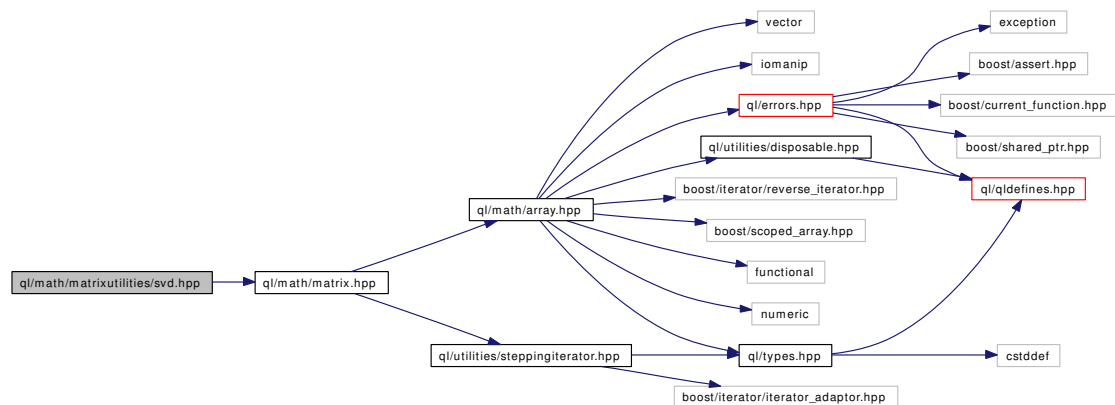 vector
exception
iomanip
boost/assert.hpp
ql/errors.hpp
boost/current_function.hpp
ql/utilities/disposable.hpp
boost/shared_ptr.hpp
boost/iterator/reverse_iterator.hpp
ql/qldefines.hpp
ql/math/array.hpp
boost/scoped_array.hpp
functional
ql/math/matrixutilities/svd.hpp
ql/math/matrix.hpp
numeric
ql/utilities/steppingiterator.hpp
ql/types.hpp
cstddef
boost/iterator/iterator_adaptor.hpp